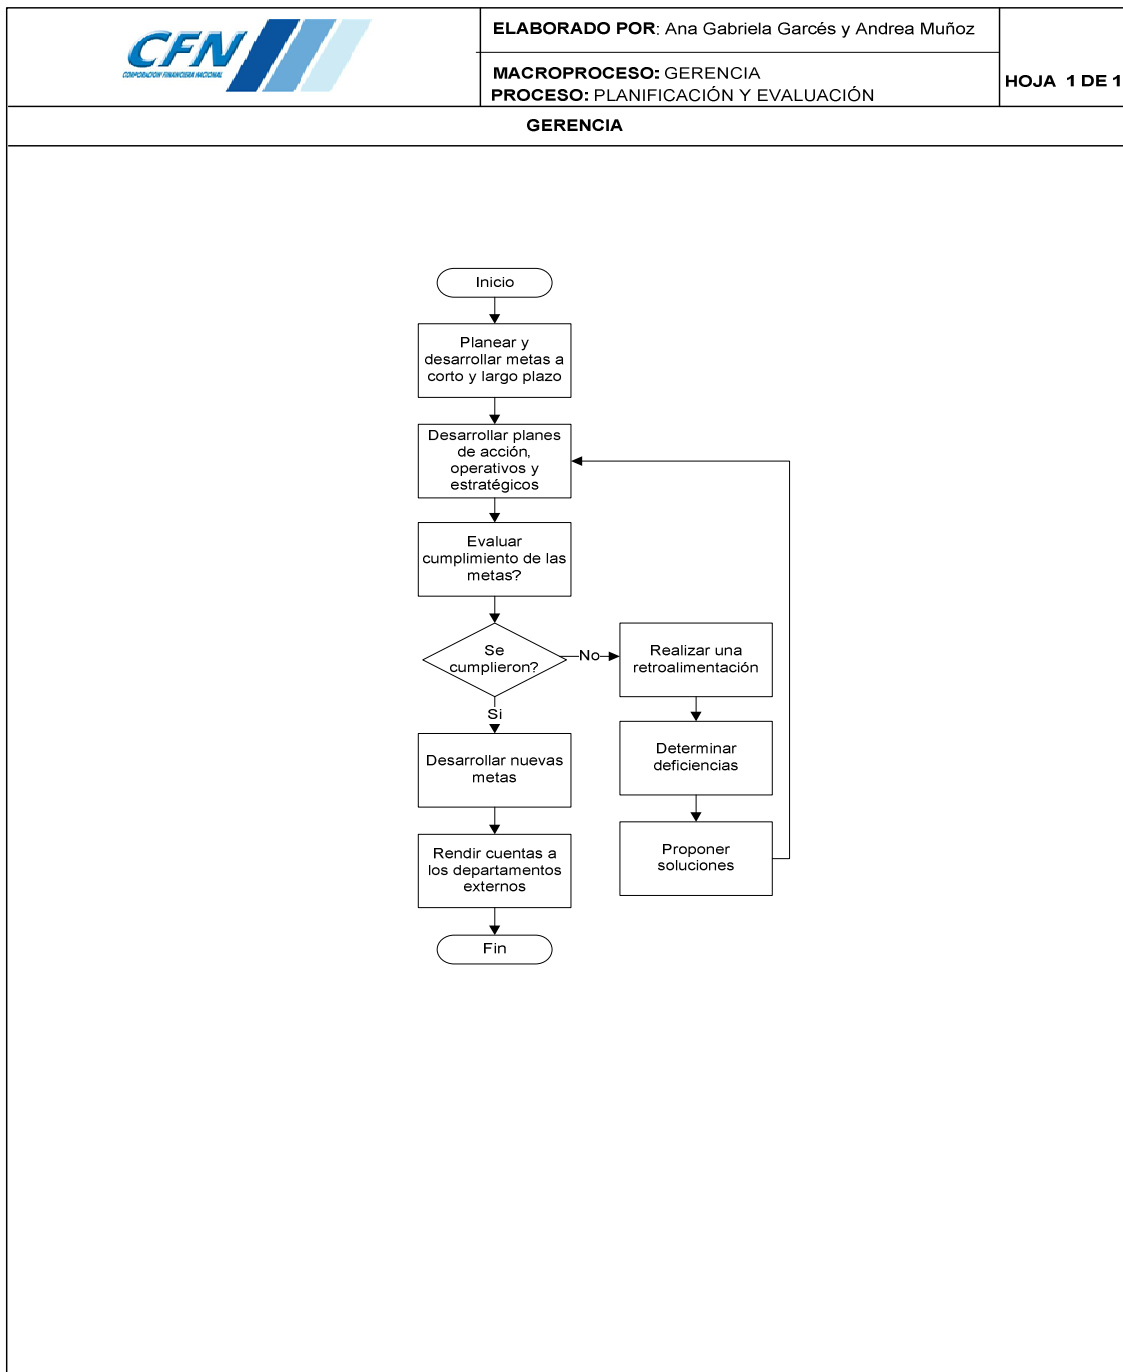 CFN
CORPORACIÓN FINANCIERA NACIONAL
ELABORADO POR: Ana Gabriela Garcés y Andrea Muñoz
MACROPROCESO: GERENCIA
PROCESO: PLANIFICACIÓN Y EVALUACIÓN
HOJA 1 DE 1
GERENCIA
Inicio
Planear y
desarrollar metas a
corto y largo plazo
Desarrollar planes
de acción,
operativos y
estratégicos
Evaluar
cumplimiento de las
metas?
Se
cumplieron?
No
Realizar una
retroalimentación
Si
Determinar
deficiencias
Desarrollar nuevas
metas
Proponer
soluciones
Rendir cuentas a
los departamentos
externos
Fin